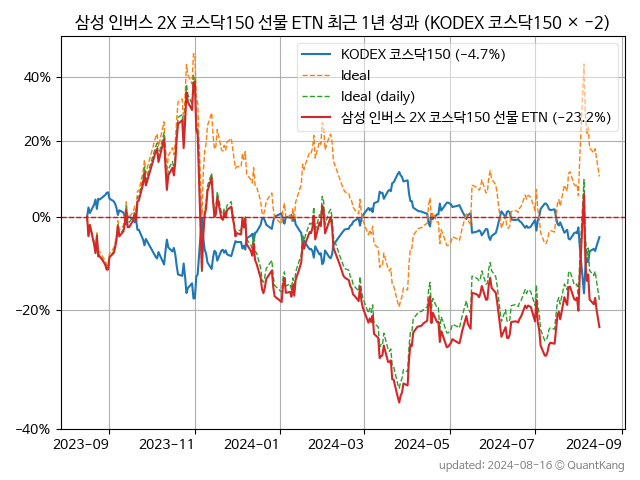 삼성 인버스 2X 코스닥150 선물 ETN 최근 1년 성과 (KODEX 코스닥150 × −2)
KODEX 코스닥150 (−4.7%)
Ideal
Ideal (daily)
삼성 인버스 2X 코스닥150 선물 ETN (−23.2%)
40%
20%
0%
−20%
−40%
2023−09 2023−11 2024−01 2024−03 2024−05 2024−07 2024−09
updated: 2024-08-16 © QuantKang